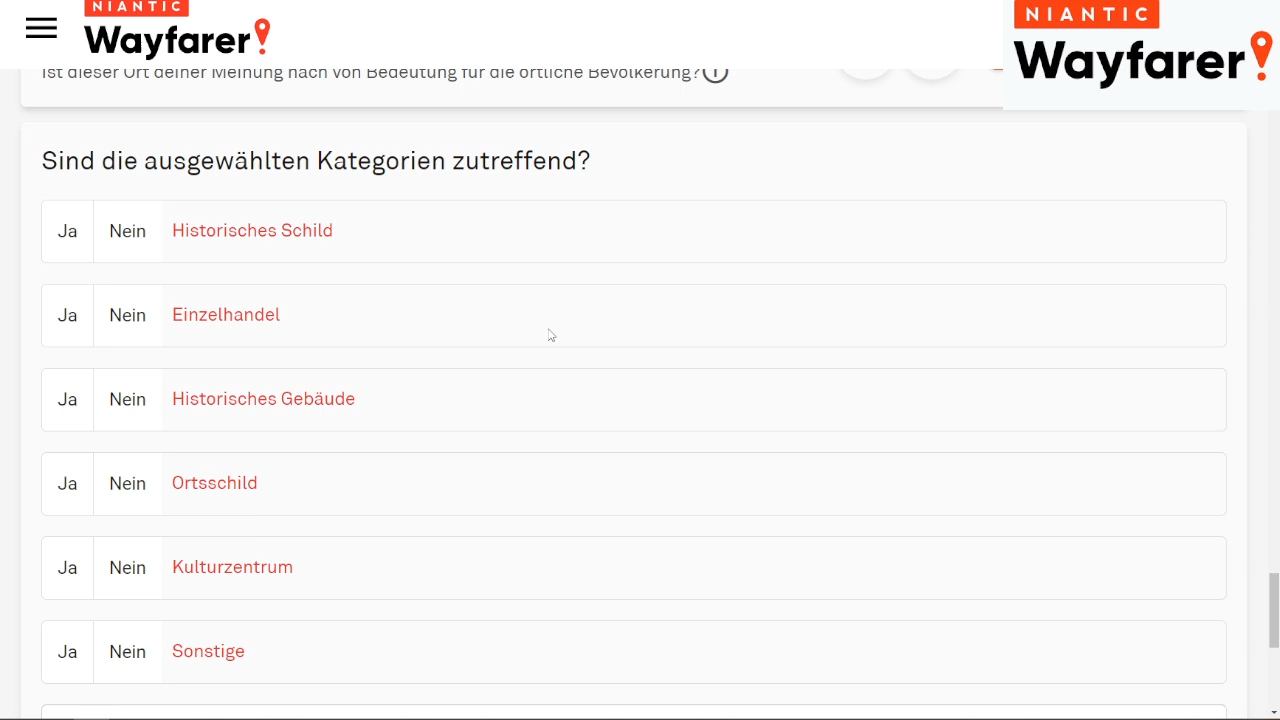 NIANTIC
Wayfarer
NIANTIC
Wayfarer
Ist dieser Ort deiner Meinung nach von Bedeutung für die örtliche Bevölkerung?
Sind die ausgewählten Kategorien zutreffend?
Ja Nein Historisches Schild
Ja Nein Einzelhandel
Ja Nein Historisches Gebäude
Ja Nein Ortsschild
Ja Nein Kulturzentrum
Ja Nein Sonstige